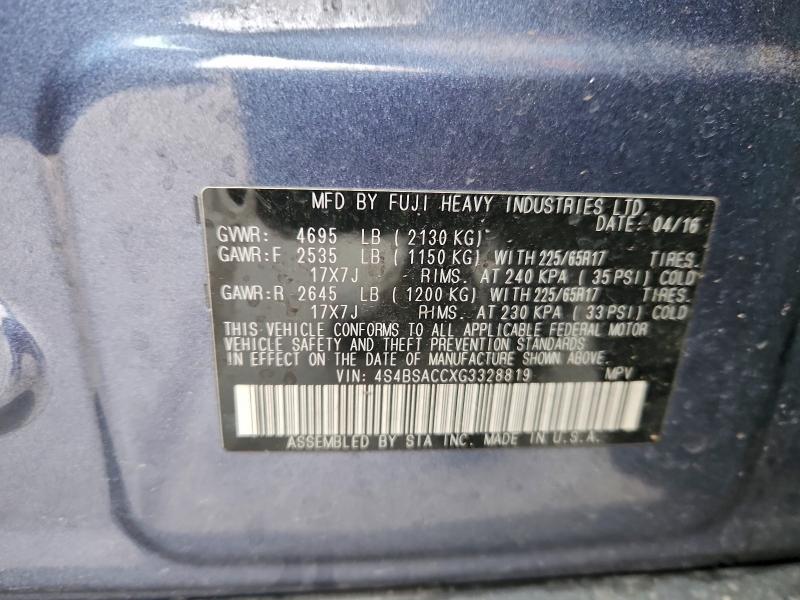 MFD BY FUJI HEAVY INDUSTRIES LTD
DATE: 04/16
GVWR: 4695 LB ( 2130 KG)
GAWR:F 2535 LB ( 1150 KG) WITH 225/65R17 TIRES.
17X7J RIMS. AT 240 KPA ( 35 PSI) COLD
GAWR:R 2645 LB ( 1200 KG) WITH 225/65R17 TIRES.
17X7J RIMS. AT 230 KPA ( 33 PSI) COLD
THIS VEHICLE CONFORMS TO ALL APPLICABLE FEDERAL MOTOR
VEHICLE SAFETY AND THEFT PREVENTION STANDARDS
IN EFFECT ON THE DATE OF MANUFACTURE SHOWN ABOVE.
VIN: 4S4BSACCXG3328819 MPV
ASSEMBLED BY SIA INC. MADE IN U.S.A.